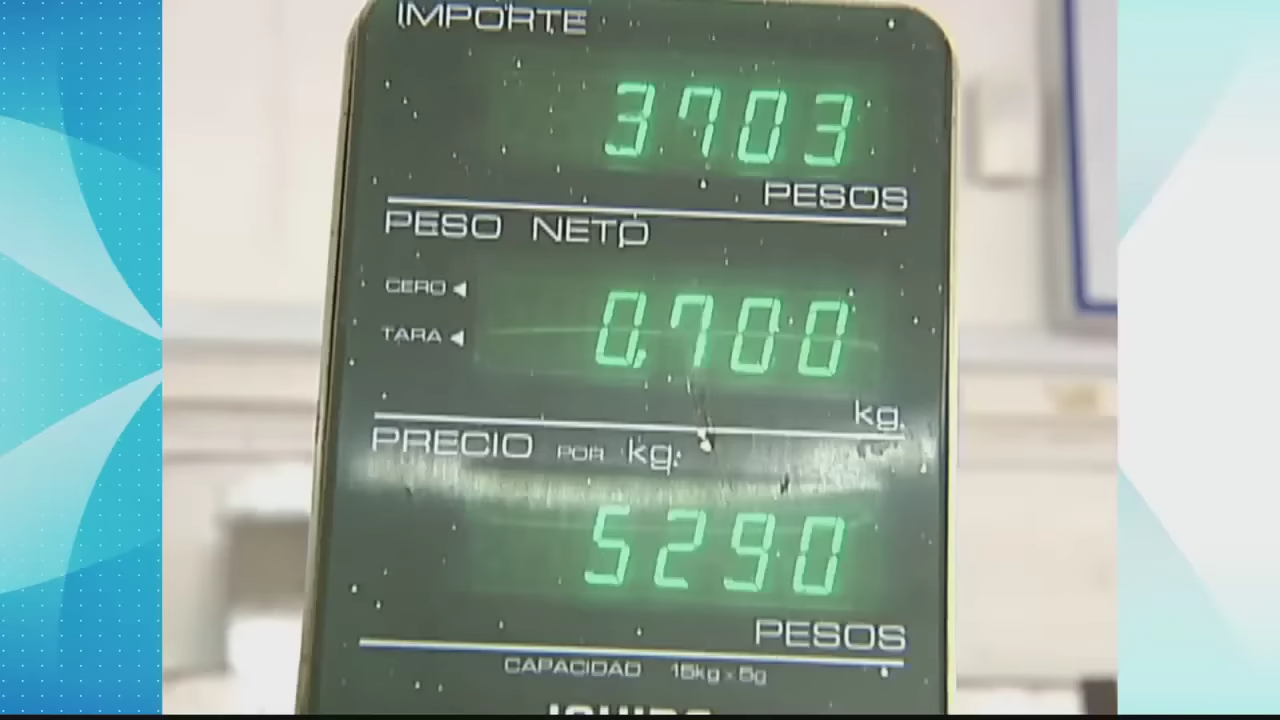 IMPORTE
3703
PESOS
PESO NETO
CERO ◀
TARA ◀
0,700
kg.
PRECIO POR kg.
5290
PESOS
CAPACIDAD 15kg x 5g